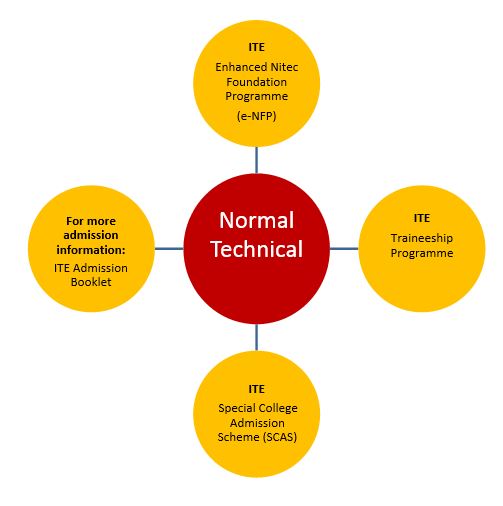 ITE
Enhanced Nitec
Foundation
Programme
(e-NFP)
For more
admission
information:
ITE Admission
Booklet
Normal
Technical
ITE
Traineeship
Programme
ITE
Special College
Admission
Scheme (SCAS)